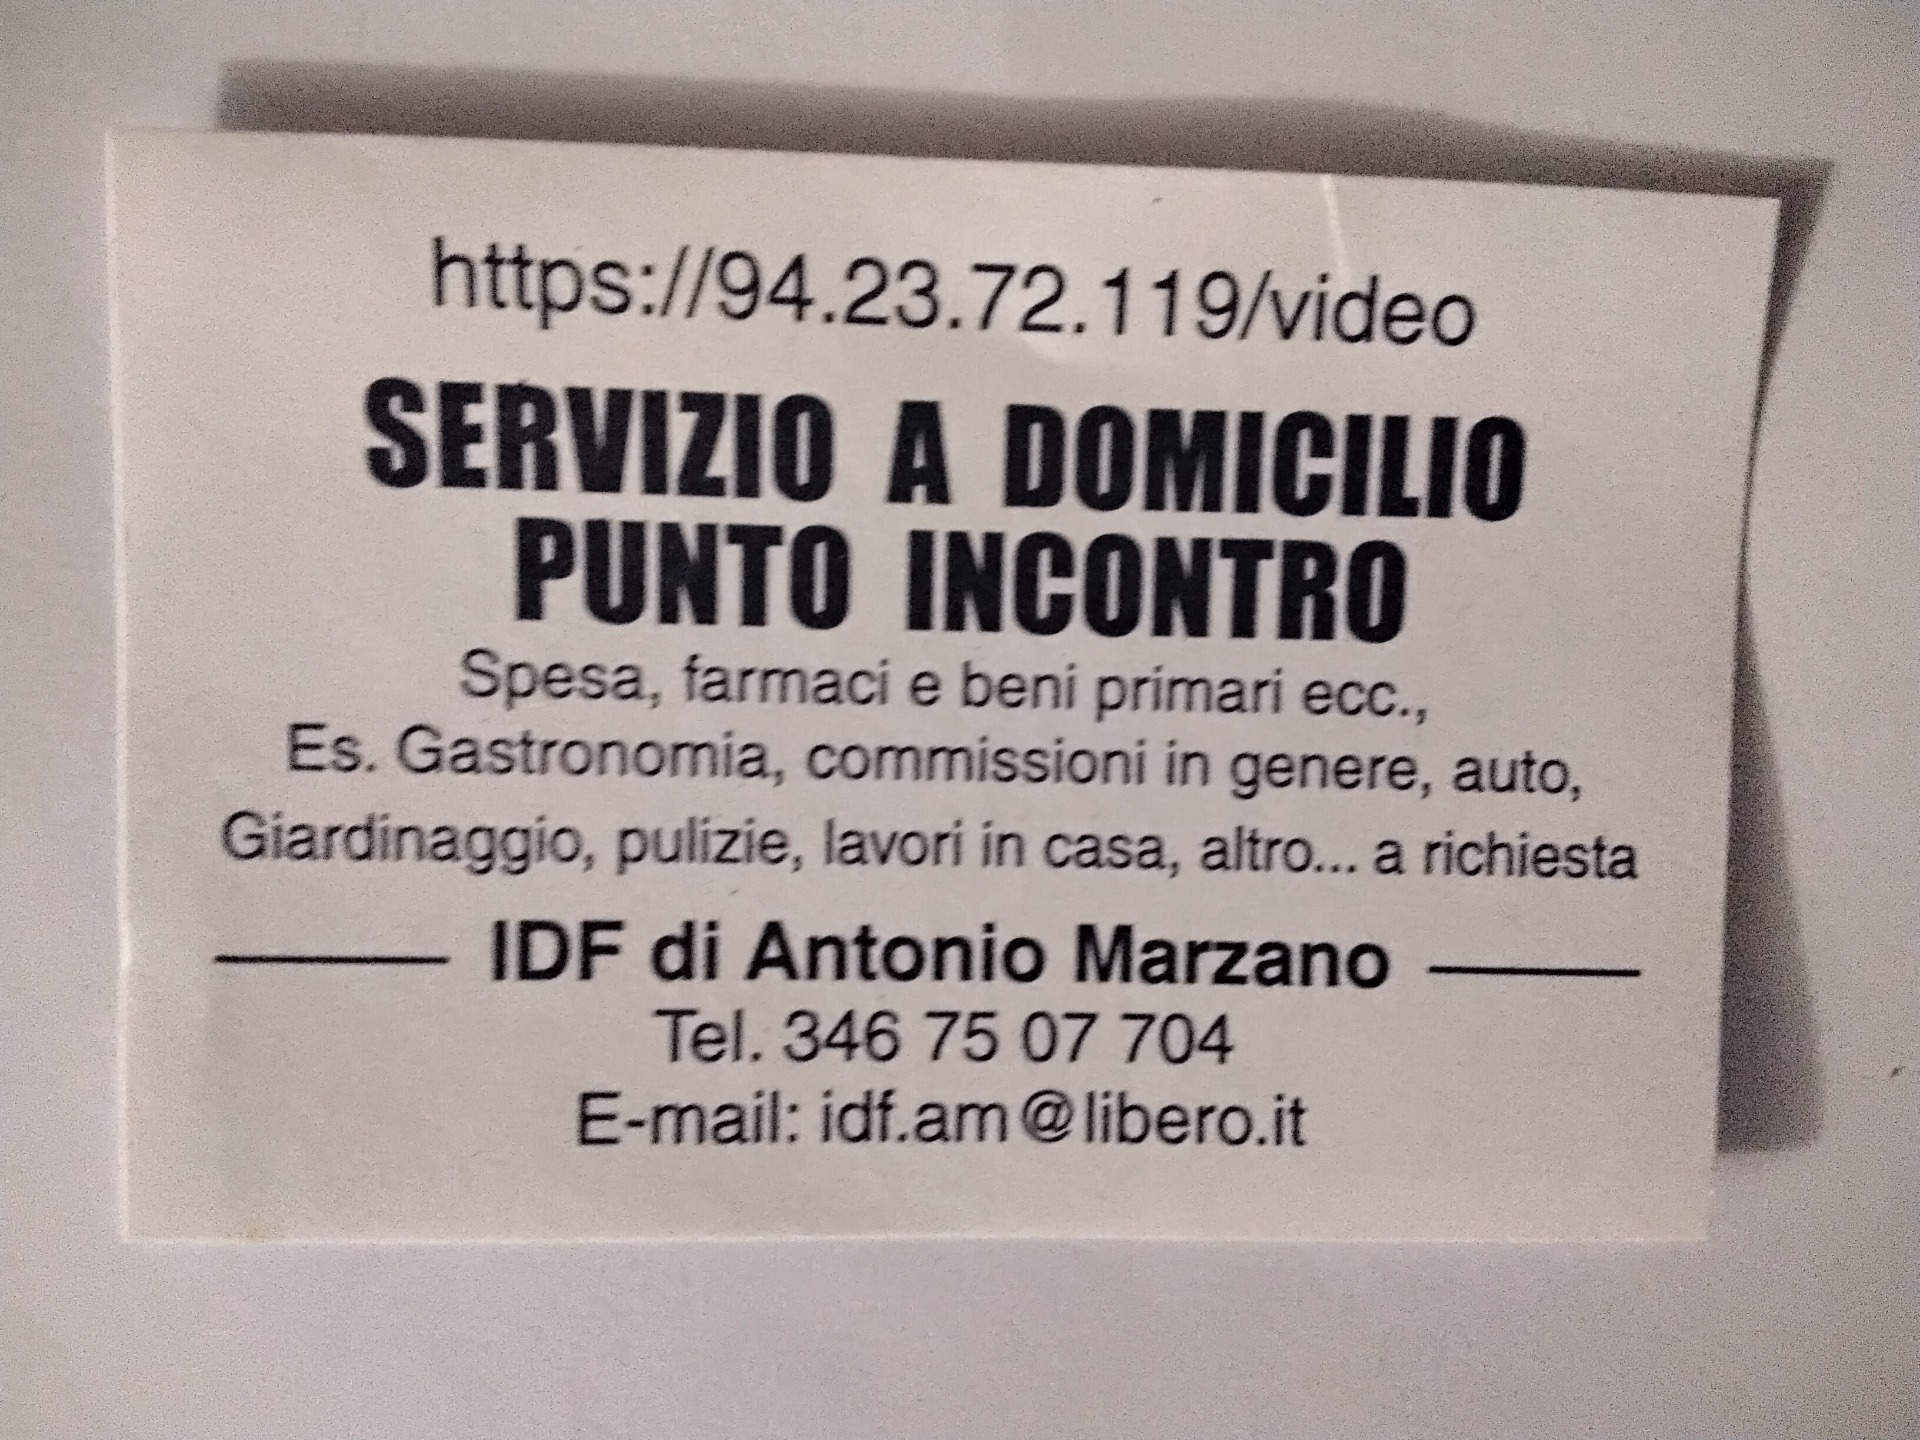 https://94.23.72.119/video
SERVIZIO A DOMICILIO
PUNTO INCONTRO
Spesa, farmaci e beni primari ecc.,
Es. Gastronomia, commissioni in genere, auto,
Giardinaggio, pulizie, lavori in casa, altro... a richiesta
IDF di Antonio Marzano
Tel. 346 75 07 704
E-mail: idf.am@libero.it